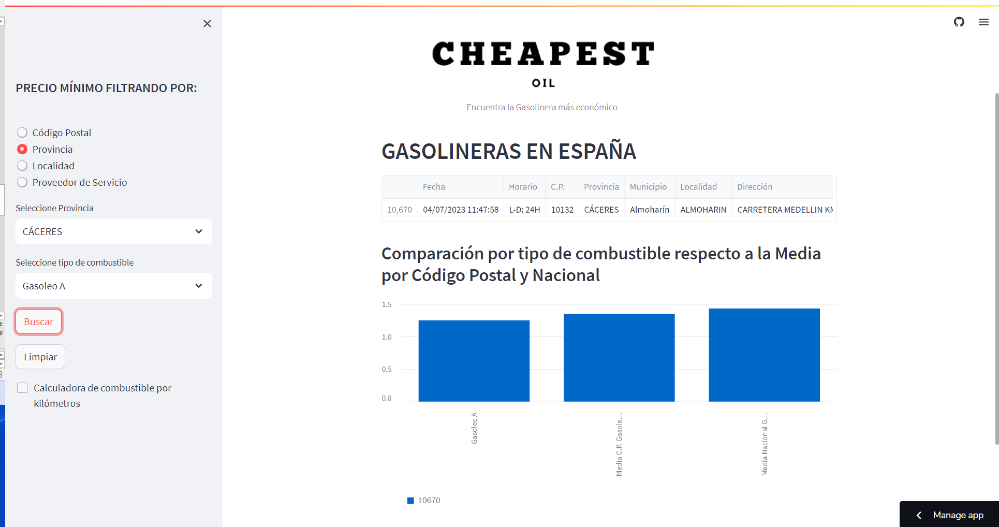 PRECIO MÍNIMO FILTRANDO POR:
Código Postal
Provincia
Localidad
Proveedor de Servicio
Seleccione Provincia
CÁCERES
Seleccione tipo de combustible
Gasoleo A
Buscar
Limpiar
Calculadora de combustible por
kilómetros
CHEAPEST
OIL
Encuentra la Gasolinera más económico
GASOLINERAS EN ESPAÑA
Fecha Horario C.P. Provincia Municipio Localidad Dirección
10,670 04/07/2023 11:47:58 L-D: 24H 10132 CÁCERES Almoharín ALMOHARIN CARRETERA MEDELLIN KM
Comparación por tipo de combustible respecto a la Media
por Código Postal y Nacional
1.5
1.0
0.5
0.0
Gasoleo A
Media C.P. Gasole...
Media Nacional G...
10670
Manage app